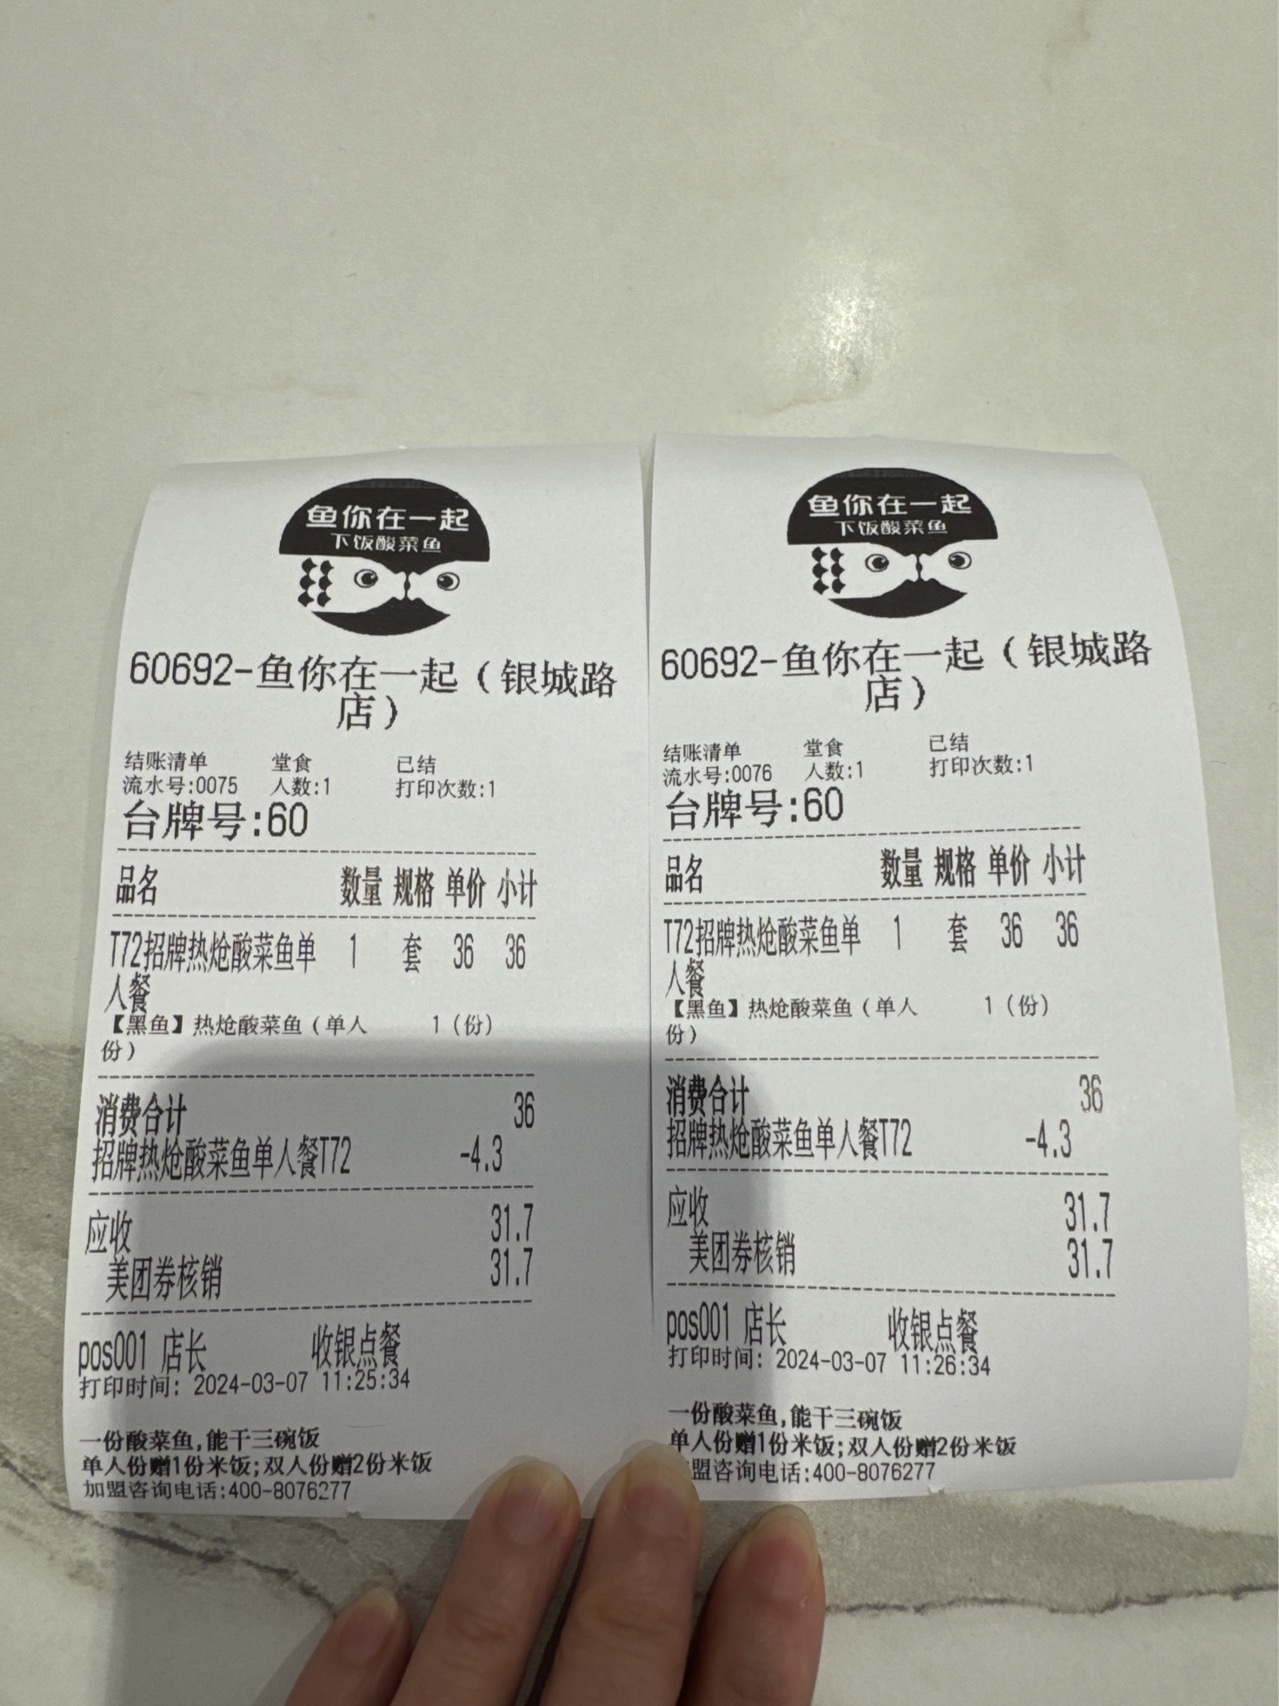 鱼你在一起
下饭酸菜鱼
60692-鱼你在一起（银城路
店）
结账清单 堂食 已结
流水号:0075 人数:1 打印次数:1
台牌号:60
品名 数量 规格 单价 小计
T72招牌热炝酸菜鱼单 1 套 36 36
人餐
【黑鱼】热炝酸菜鱼（单人 1（份）
份）
消费合计 36
招牌热炝酸菜鱼单人餐T72 -4.3
应收 31.7
美团券核销 31.7
pos001 店长 收银点餐
打印时间: 2024-03-07 11:25:34
一份酸菜鱼,能干三碗饭
单人份赠1份米饭;双人份赠2份米饭
加盟咨询电话:400-8076277
鱼你在一起
下饭酸菜鱼
60692-鱼你在一起（银城路
店）
结账清单 堂食 已结
流水号:0076 人数:1 打印次数:1
台牌号:60
品名 数量 规格 单价 小计
T72招牌热炝酸菜鱼单 1 套 36 36
人餐
【黑鱼】热炝酸菜鱼（单人 1（份）
份）
消费合计 36
招牌热炝酸菜鱼单人餐T72 -4.3
应收 31.7
美团券核销 31.7
pos001 店长 收银点餐
打印时间: 2024-03-07 11:26:34
一份酸菜鱼,能干三碗饭
单人份赠1份米饭;双人份赠2份米饭
盟咨询电话:400-8076277